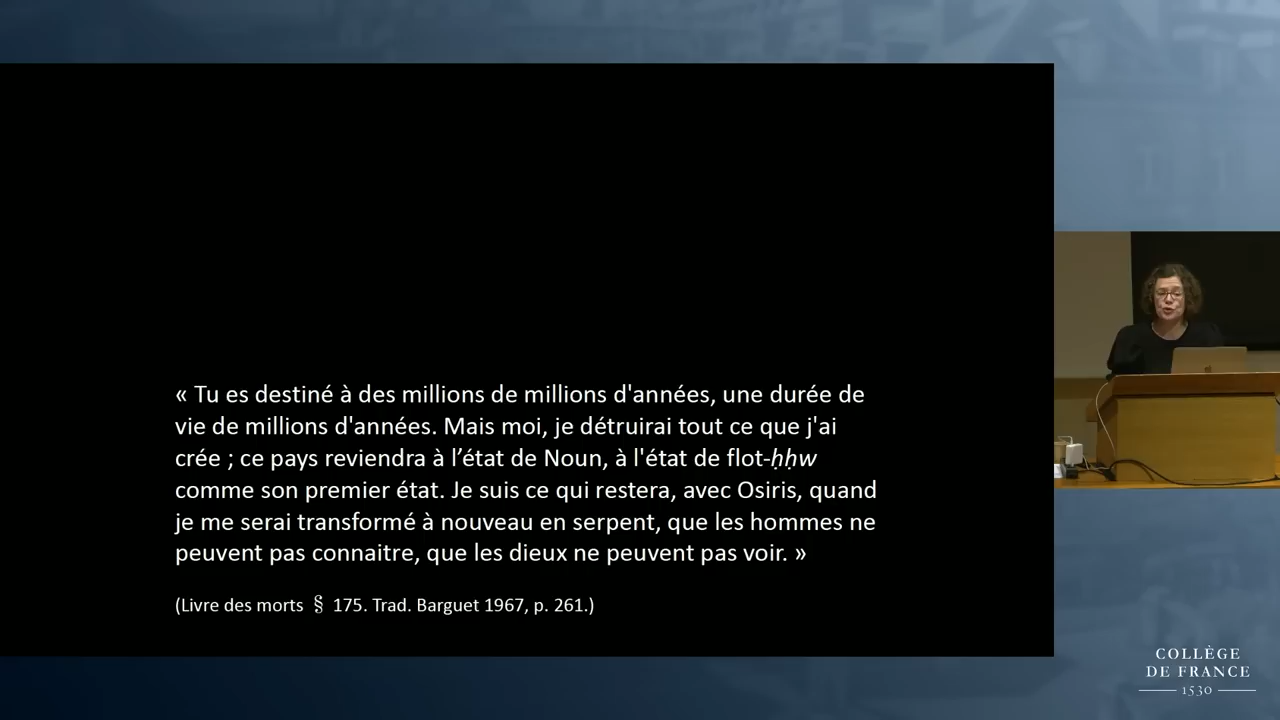 « Tu es destiné à des millions de millions d'années, une durée de
vie de millions d'années. Mais moi, je détruirai tout ce que j'ai
crée ; ce pays reviendra à l’état de Noun, à l'état de flot-ḥḥw
comme son premier état. Je suis ce qui restera, avec Osiris, quand
je me serai transformé à nouveau en serpent, que les hommes ne
peuvent pas connaitre, que les dieux ne peuvent pas voir. »
(Livre des morts § 175. Trad. Barguet 1967, p. 261.)
COLLÈGE
DE FRANCE
1530